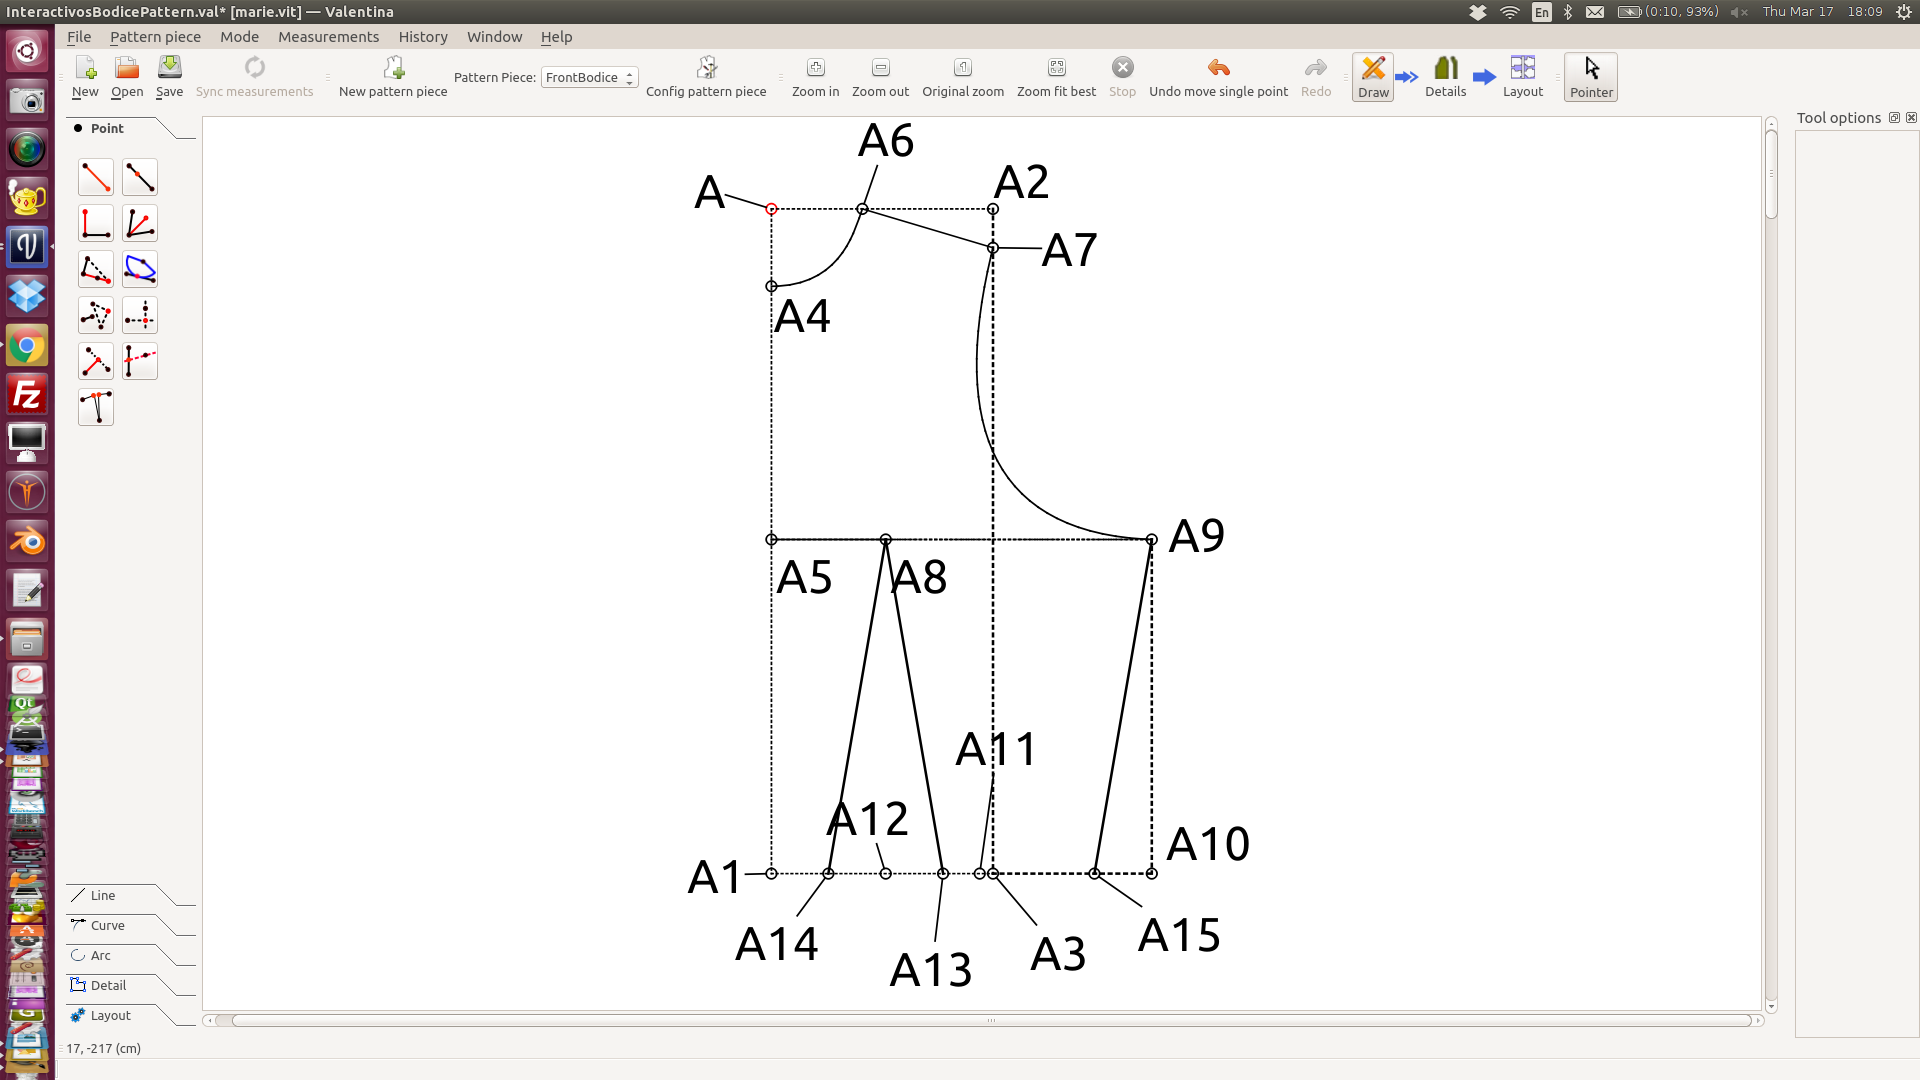 InteractivosBodicePattern.val* [marie.vit] — Valentina
En (0:10, 93%) Thu Mar 17 18:09
File Pattern piece Mode Measurements History Window Help
New Open Save Sync measurements New pattern piece Pattern Piece: FrontBodice Config pattern piece Zoom in Zoom out Original zoom Zoom fit best Stop Undo move single point Redo Draw Details Layout Pointer
Point
Tool options
A6
A
A2
A7
A4
A9
A5
A8
A11
A12
A10
A1
A14
A13
A3
A15
Line
Curve
Arc
Detail
Layout
17, -217 (cm)
Fz
Qt